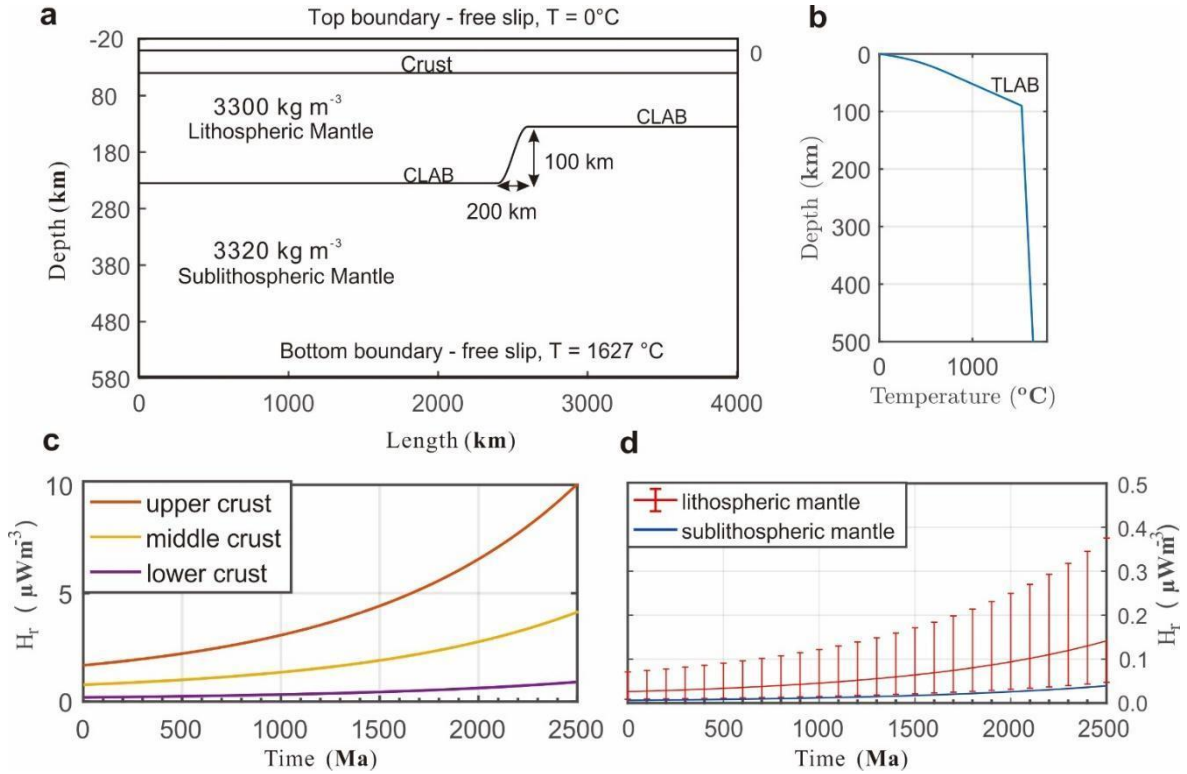 a
Top boundary - free slip, T = 0°C
-20
0
Crust
80
3300 kg m⁻³
Lithospheric Mantle
CLAB
180
100 km
CLAB
200 km
280
3320 kg m⁻³
Sublithospheric Mantle
380
480
Bottom boundary - free slip, T = 1627 °C
580
0 1000 2000 3000 4000
Depth (km)
Length (km)
b
0
TLAB
100
200
300
400
500
0 1000
Depth (km)
Temperature (°C)
c
10
upper crust
middle crust
lower crust
5
0
0 500 1000 1500 2000 2500
Hr ( µWm⁻³)
Time (Ma)
d
0.5
lithospheric mantle
sublithospheric mantle
0.4
0.3
0.2
0.1
0.0
0 500 1000 1500 2000 2500
Hr ( µWm⁻³)
Time (Ma)